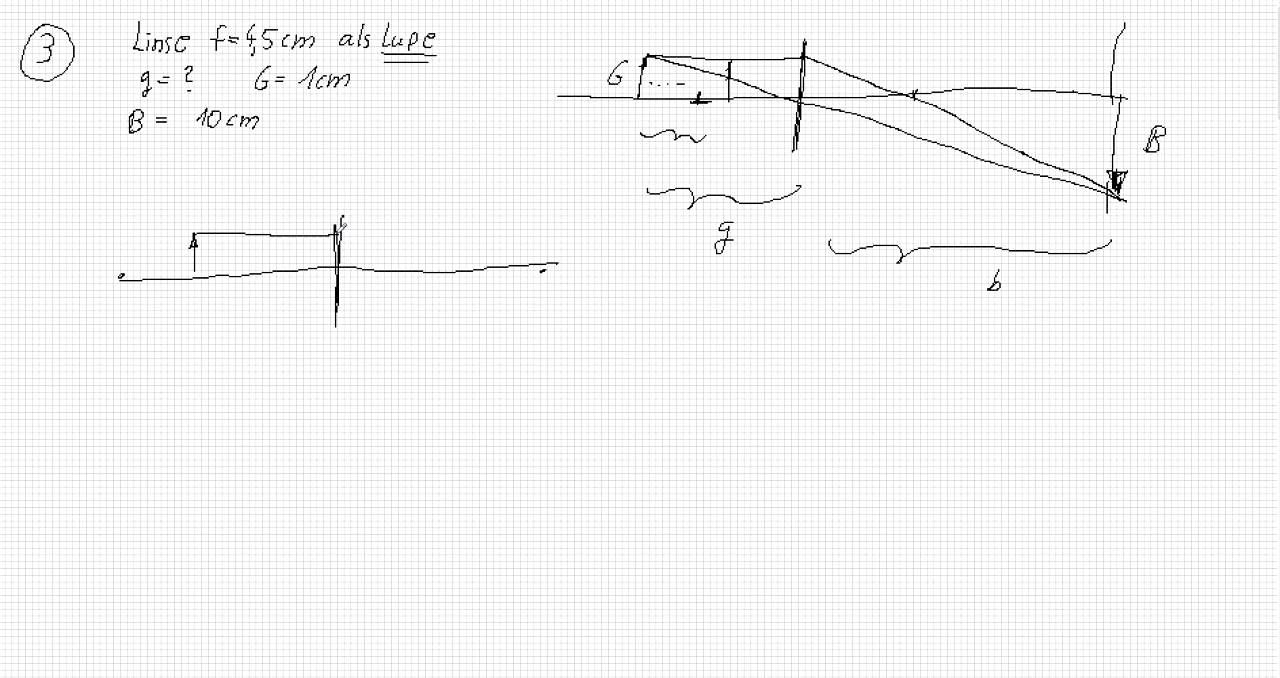 3
Linse f=4,5cm als Lupe
g= ? G= 1cm
B = 10cm
G
B
g
b